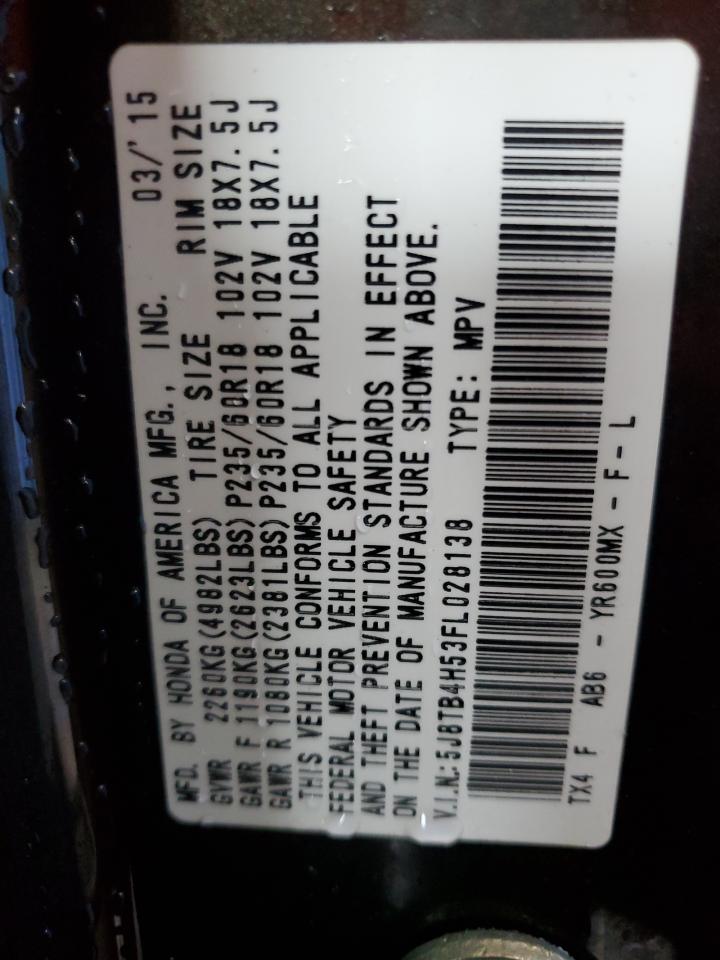 MFD. BY HONDA OF AMERICA MFG., INC. 03/'15
GVWR 2260KG(4982LBS) TIRE SIZE RIM SIZE
GAWR F 1190KG(2623LBS)P235/60R18 102V 18X7.5J
GAWR R 1080KG(2381LBS)P235/60R18 102V 18X7.5J
THIS VEHICLE CONFORMS TO ALL APPLICABLE
FEDERAL MOTOR VEHICLE SAFETY
AND THEFT PREVENTION STANDARDS IN EFFECT
ON THE DATE OF MANUFACTURE SHOWN ABOVE.
V.I.N.:5J8TB4H53FL028138 TYPE: MPV
TX4 F AB6 - YR600MX - F - L